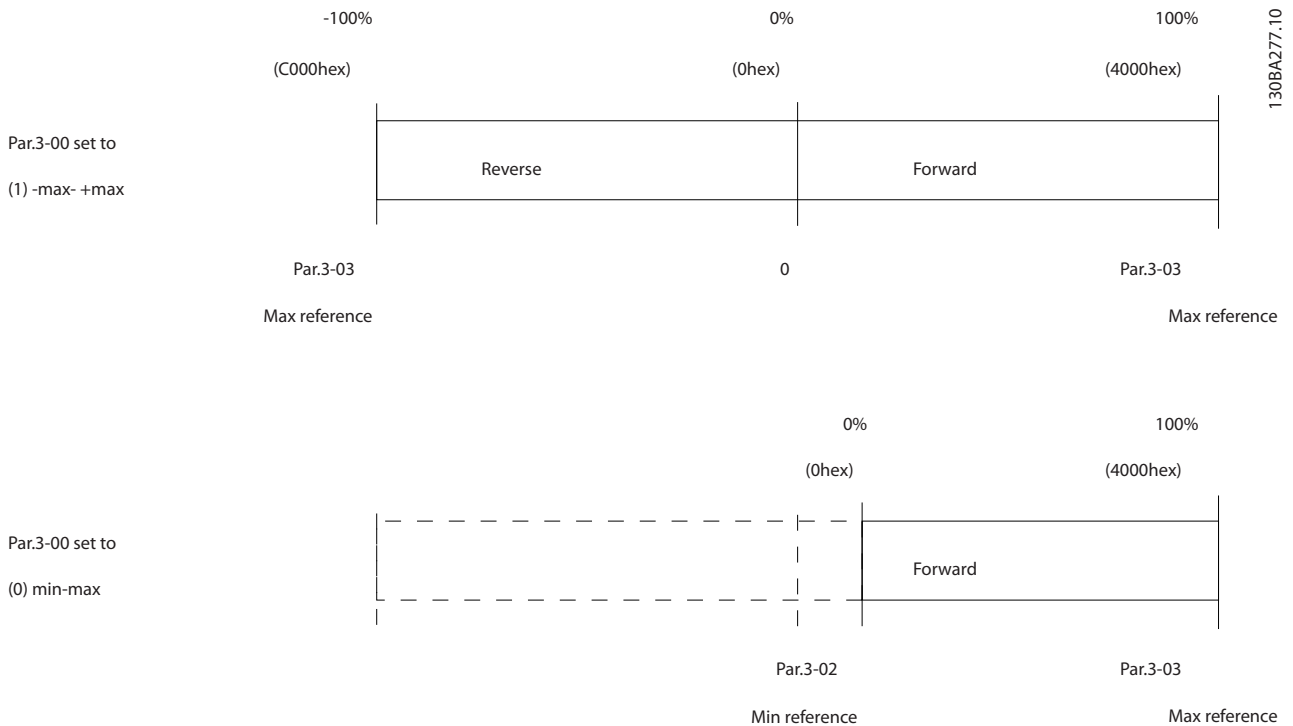 -100% 0% 100%
(C000hex) (0hex) (4000hex)
130BA277.10
Par.3-00 set to
(1) -max- +max
Reverse Forward
Par.3-03 0 Par.3-03
Max reference Max reference
0% 100%
(0hex) (4000hex)
Par.3-00 set to
(0) min-max
Forward
Par.3-02 Par.3-03
Min reference Max reference